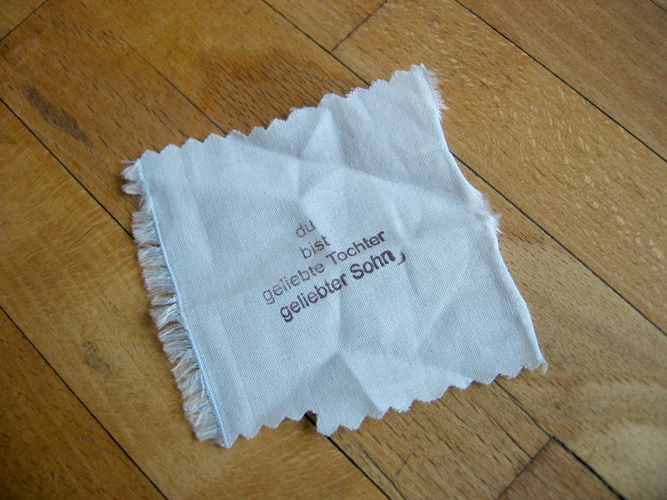 du
bist
geliebte Tochter
geliebter Sohn